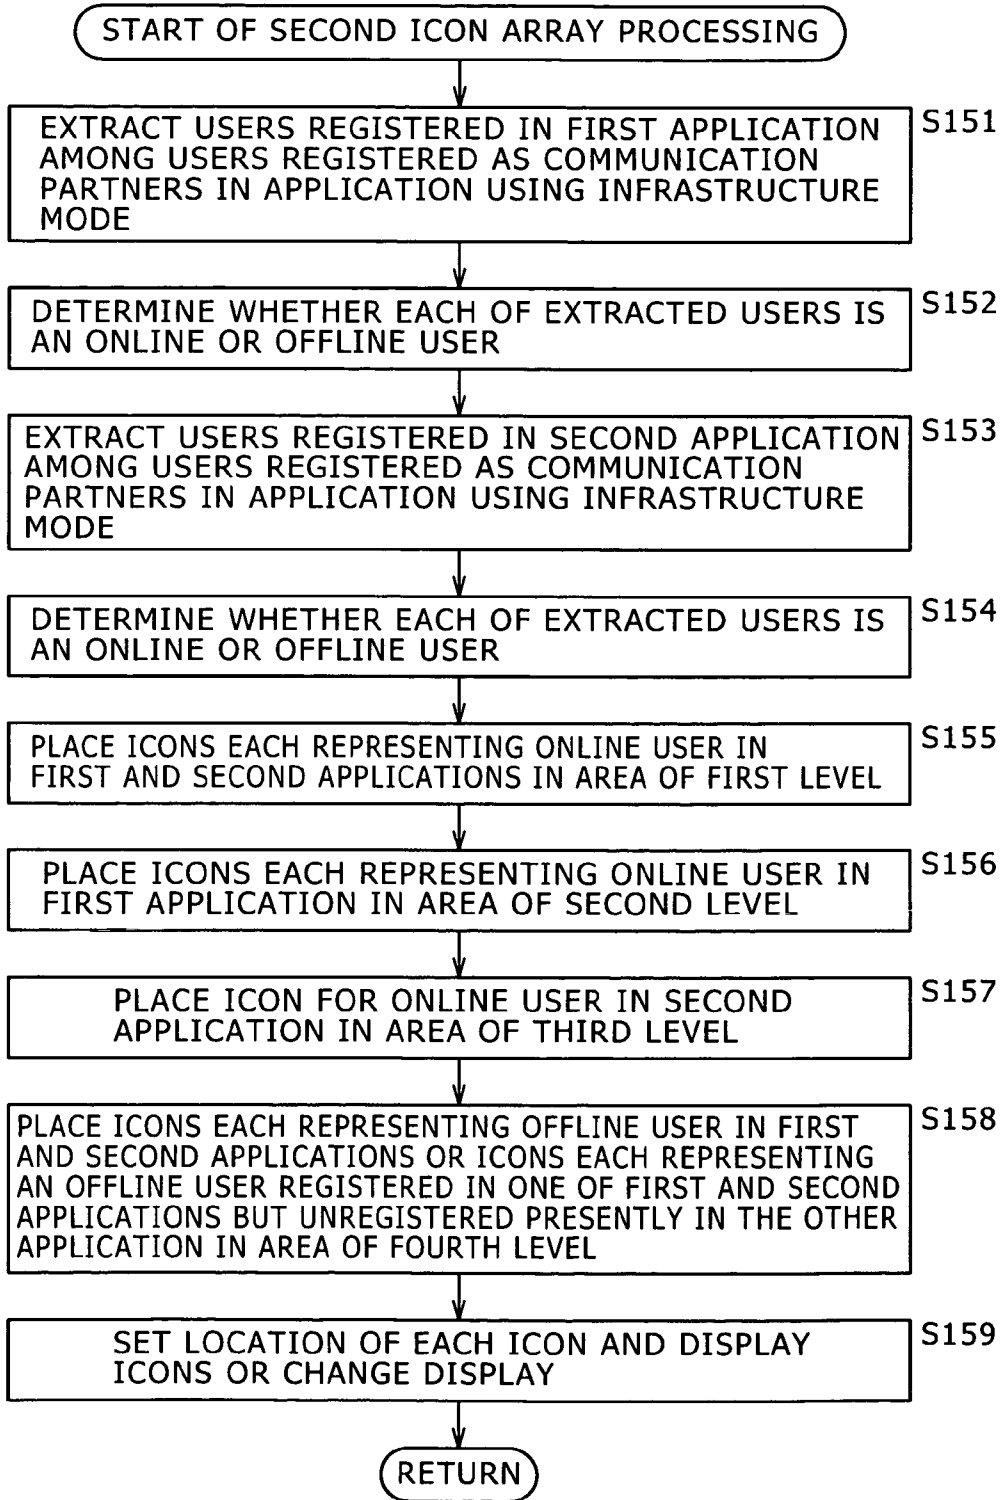 START OF SECOND ICON ARRAY PROCESSING
S151
EXTRACT USERS REGISTERED IN FIRST APPLICATION
AMONG USERS REGISTERED AS COMMUNICATION
PARTNERS IN APPLICATION USING INFRASTRUCTURE
MODE
S152
DETERMINE WHETHER EACH OF EXTRACTED USERS IS
AN ONLINE OR OFFLINE USER
S153
EXTRACT USERS REGISTERED IN SECOND APPLICATION
AMONG USERS REGISTERED AS COMMUNICATION
PARTNERS IN APPLICATION USING INFRASTRUCTURE
MODE
S154
DETERMINE WHETHER EACH OF EXTRACTED USERS IS
AN ONLINE OR OFFLINE USER
S155
PLACE ICONS EACH REPRESENTING ONLINE USER IN
FIRST AND SECOND APPLICATIONS IN AREA OF FIRST LEVEL
S156
PLACE ICONS EACH REPRESENTING ONLINE USER IN
FIRST APPLICATION IN AREA OF SECOND LEVEL
S157
PLACE ICON FOR ONLINE USER IN SECOND
APPLICATION IN AREA OF THIRD LEVEL
S158
PLACE ICONS EACH REPRESENTING OFFLINE USER IN FIRST
AND SECOND APPLICATIONS OR ICONS EACH REPRESENTING
AN OFFLINE USER REGISTERED IN ONE OF FIRST AND SECOND
APPLICATIONS BUT UNREGISTERED PRESENTLY IN THE OTHER
APPLICATION IN AREA OF FOURTH LEVEL
S159
SET LOCATION OF EACH ICON AND DISPLAY
ICONS OR CHANGE DISPLAY
RETURN